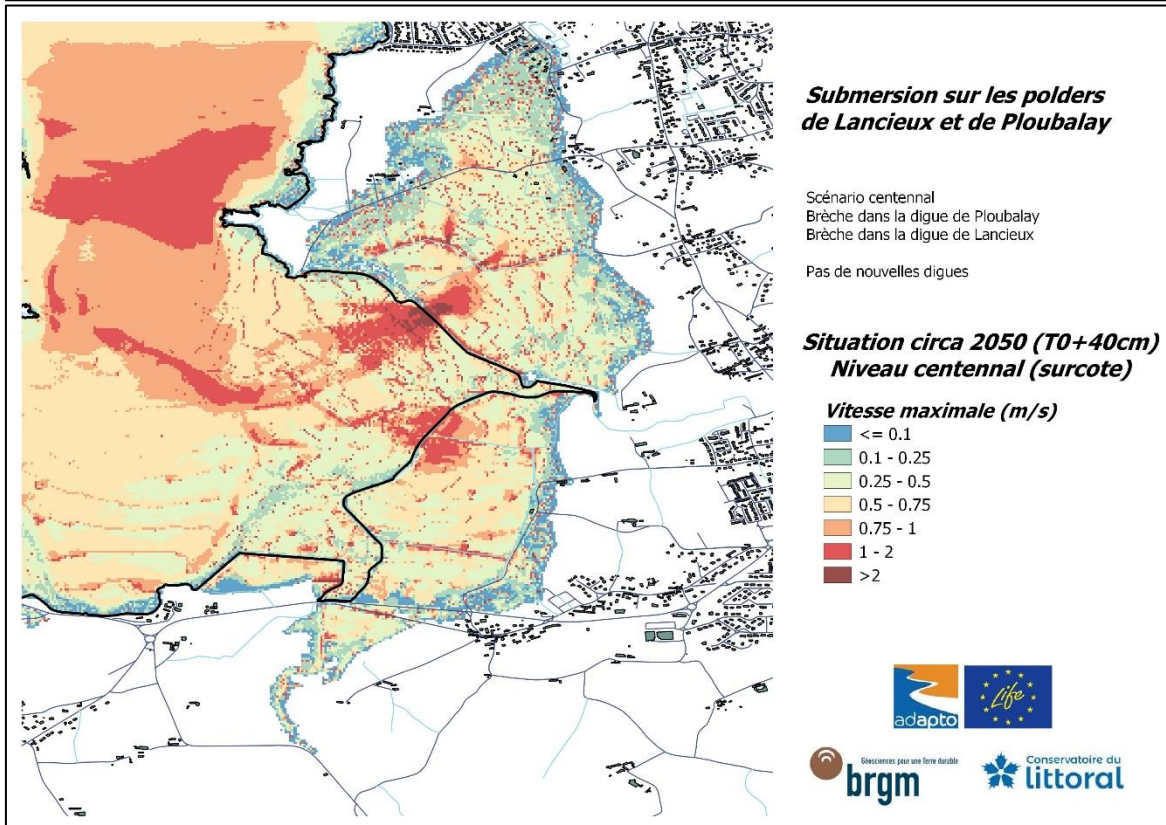 Submersion sur les polders
de Lancieux et de Ploubalay
Scénario centennal
Brèche dans la digue de Ploubalay
Brèche dans la digue de Lancieux
Pas de nouvelles digues
Situation circa 2050 (T0+40cm)
Niveau centennal (surcote)
Vitesse maximale (m/s)
<= 0.1
0.1 - 0.25
0.25 - 0.5
0.5 - 0.75
0.75 - 1
1 - 2
>2
adapto
Life
Géosciences pour une Terre durable
brgm
Conservatoire du
littoral